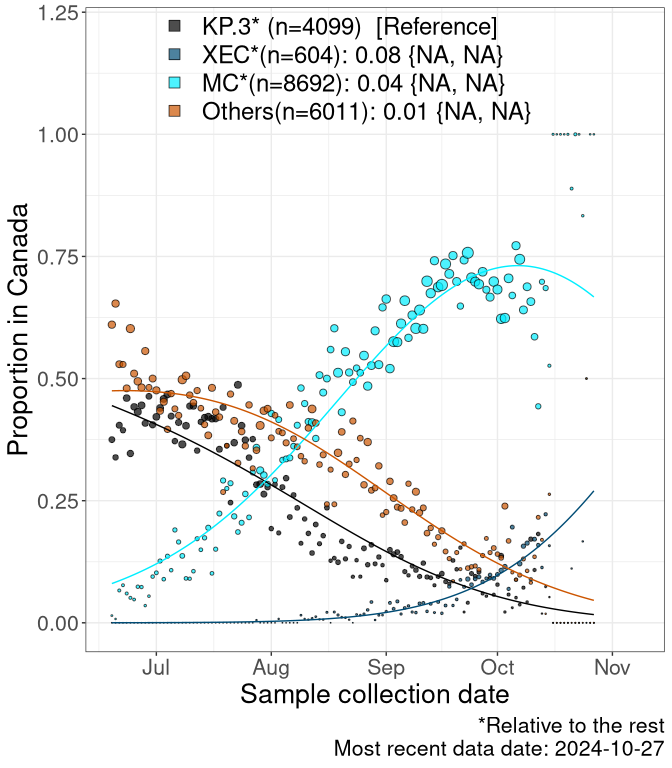 KP.3* (n=4099)  [Reference]
XEC*(n=604): 0.08 {NA, NA}
MC*(n=8692): 0.04 {NA, NA}
Others(n=6011): 0.01 {NA, NA}
1.25
1.00
0.75
0.50
0.25
0.00
Proportion in Canada
Jul Aug Sep Oct Nov
Sample collection date
*Relative to the rest
Most recent data date: 2024-10-27